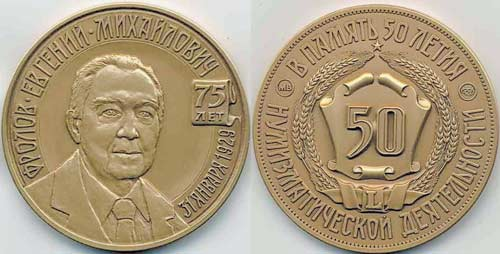 ФРОЛОВ·ЕВГЕНИЙ·МИХАЙЛОВИЧ
75
ЛЕТ
31 ЯНВАРЯ 1929
В ПАМЯТЬ 50 ЛЕТИЯ
НУМИЗМАТИЧЕСКОЙ ДЕЯТЕЛЬНОСТИ
50
L